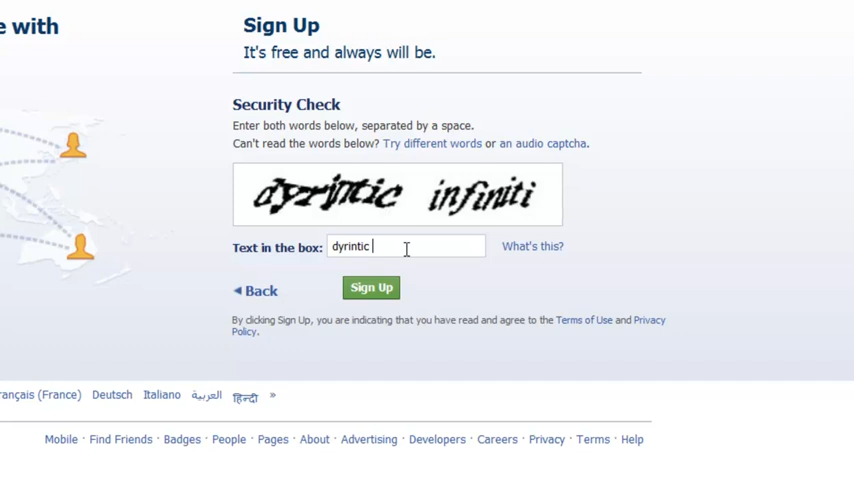 e with
Sign Up
It's free and always will be.
Security Check
Enter both words below, separated by a space.
Can't read the words below? Try different words or an audio captcha.
dyrintic infiniti
Text in the box: dyrintic What's this?
Back Sign Up
By clicking Sign Up, you are indicating that you have read and agree to the Terms of Use and Privacy
Policy.
rançais (France) Deutsch Italiano العربية हिन्दी »
Mobile · Find Friends · Badges · People · Pages · About · Advertising · Developers · Careers · Privacy · Terms · Help